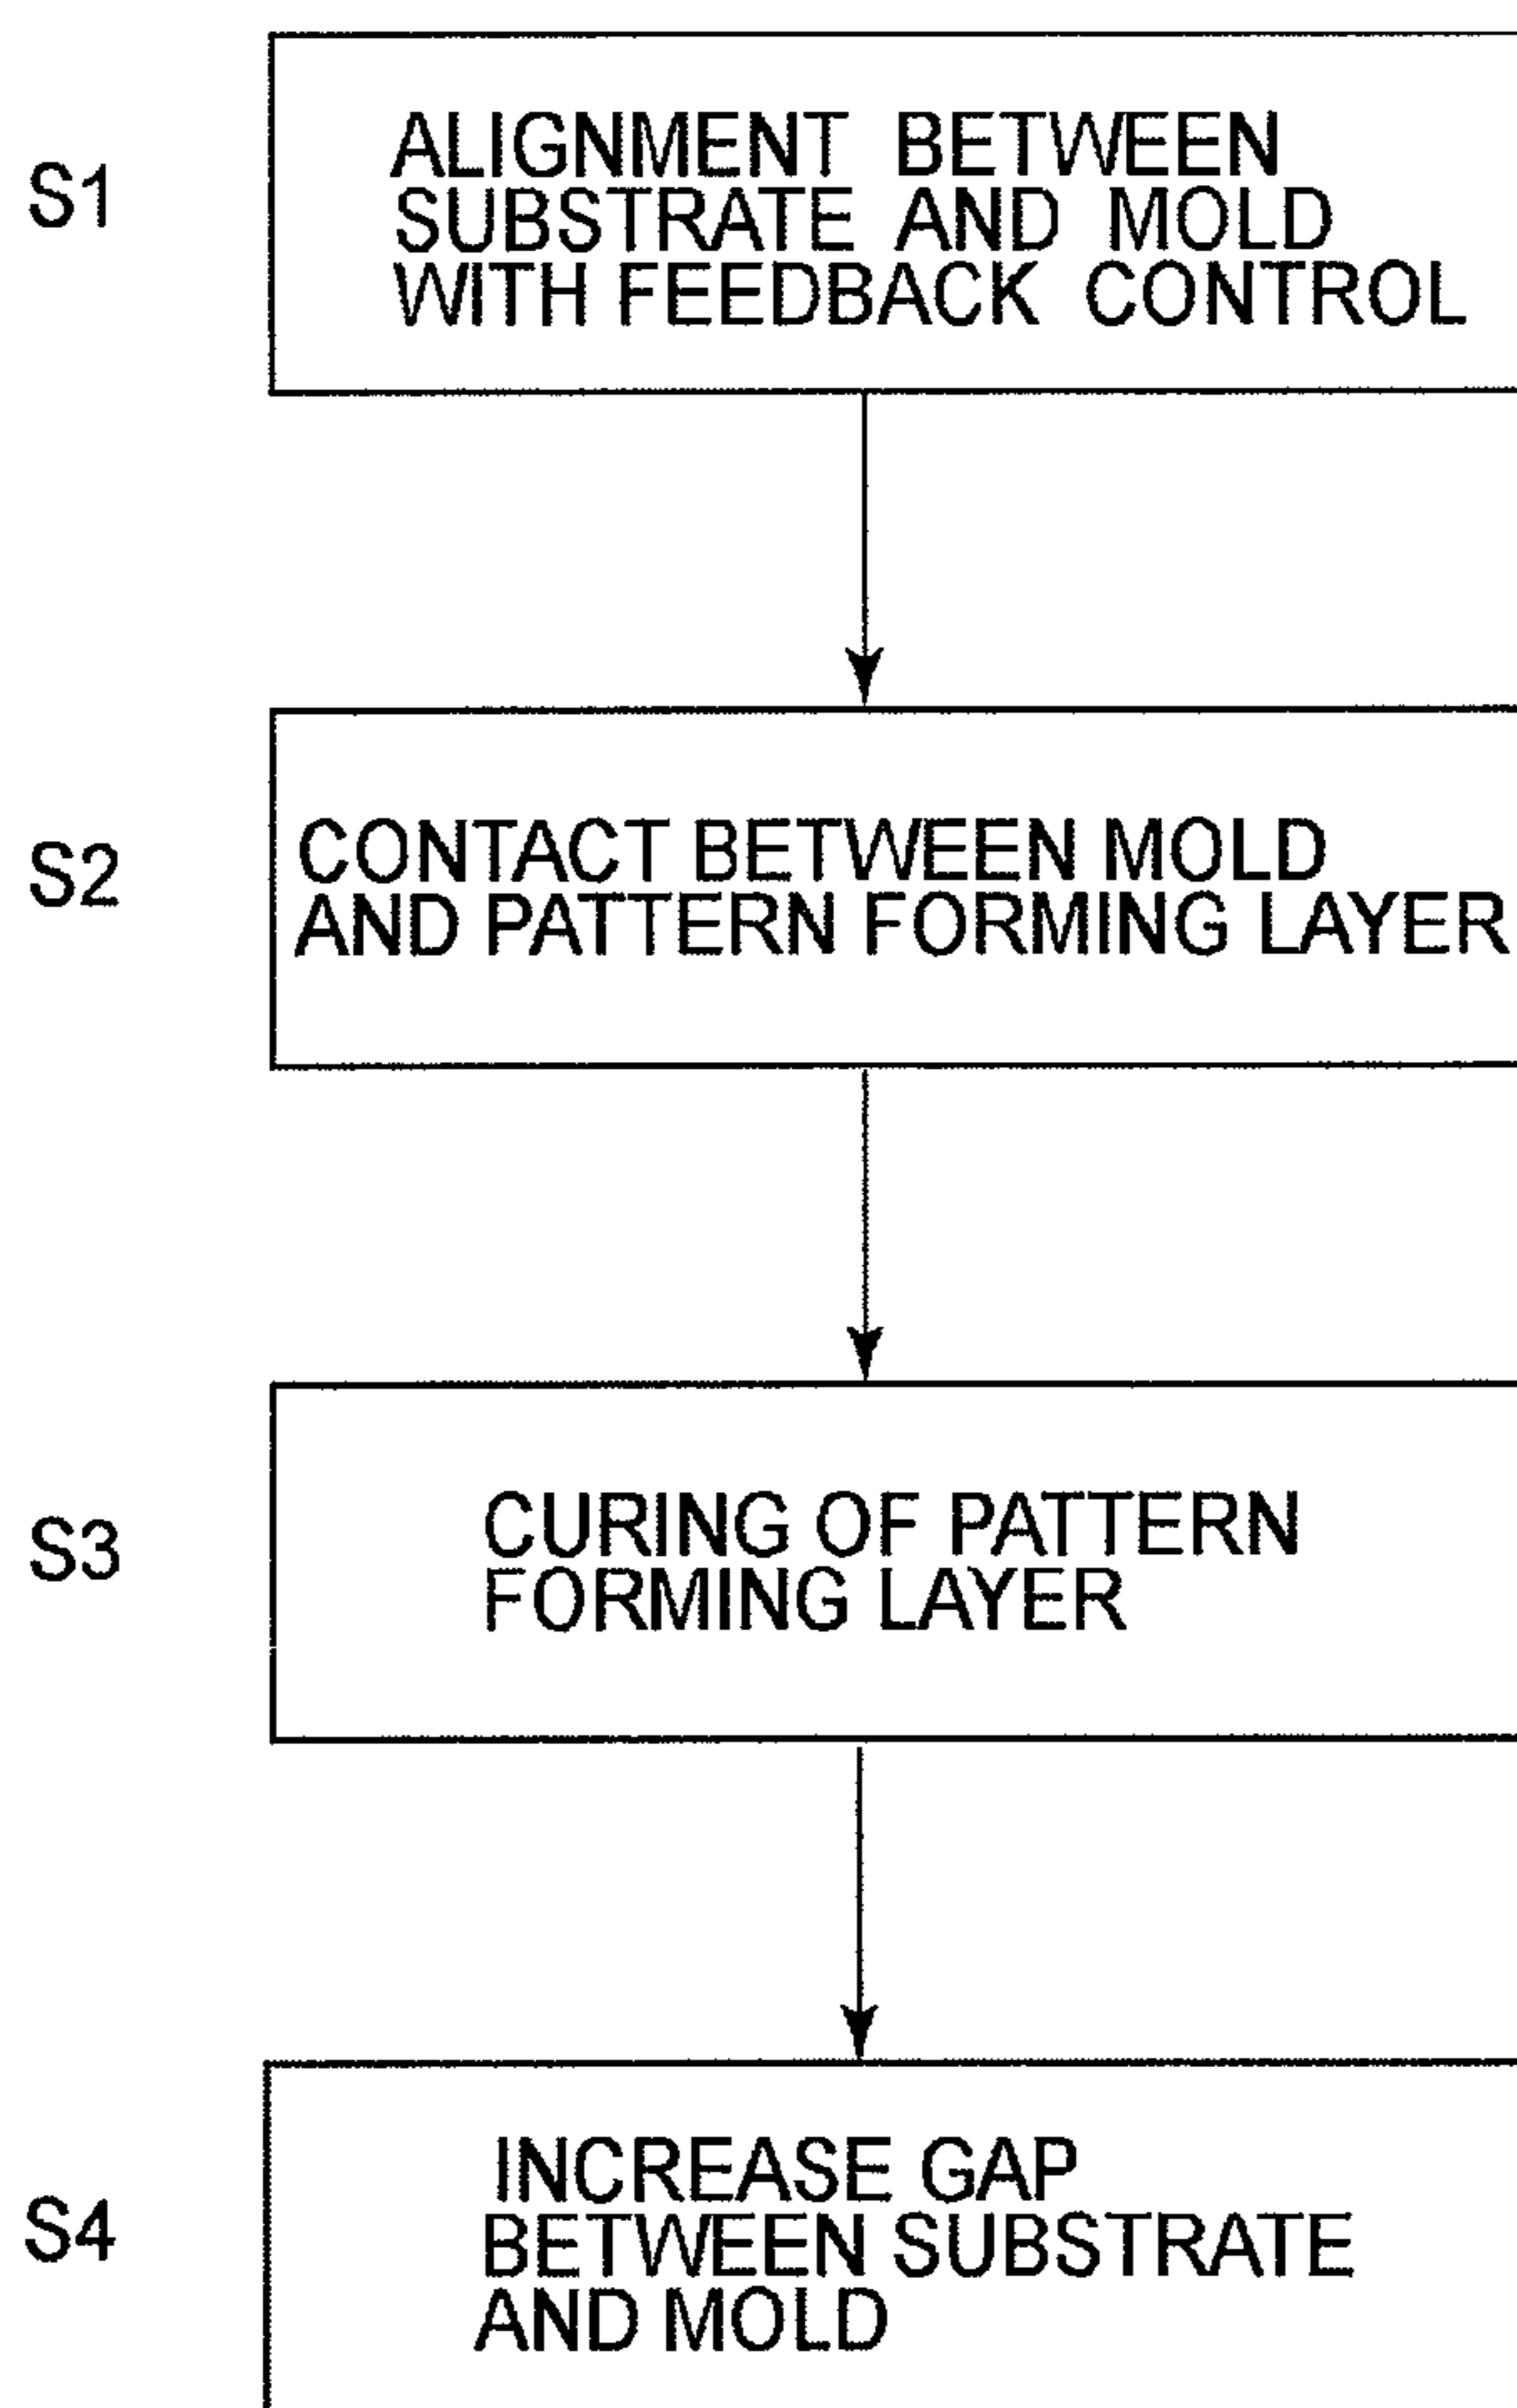 S1
ALIGNMENT BETWEEN
SUBSTRATE AND MOLD
WITH FEEDBACK CONTROL
S2
CONTACT BETWEEN MOLD
AND PATTERN FORMING LAYER
S3
CURING OF PATTERN
FORMING LAYER
S4
INCREASE GAP
BETWEEN SUBSTRATE
AND MOLD